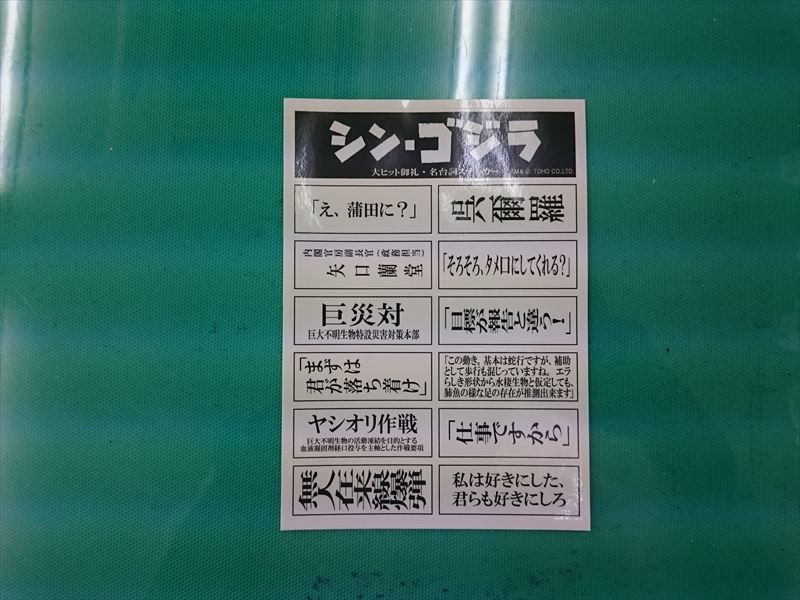 シン・ゴジラ
大ヒット御礼・名台詞ステッカー TM & © TOHO CO.,LTD.
「え、蒲田に?」
呉爾羅
内閣官房副長官(政務担当)
矢口蘭堂
「そろそろ、タメ口にしてくれる?」
巨災対
巨大不明生物特設災害対策本部
「目標が報告と違う!」
「まずは
君が落ち着け」
「この動き。基本は蛇行ですが、補助
として歩行も混じっていますね。エラ
らしき形状から水棲生物と仮定しても、
肺魚の様な足の存在が推測出来ます」
ヤシオリ作戦
巨大不明生物の活動凍結を目的とする
血液凝固剤経口投与を主軸とした作戦要項
「仕事ですから」
無人在来線爆弾
私は好きにした、
君らも好きにしろ